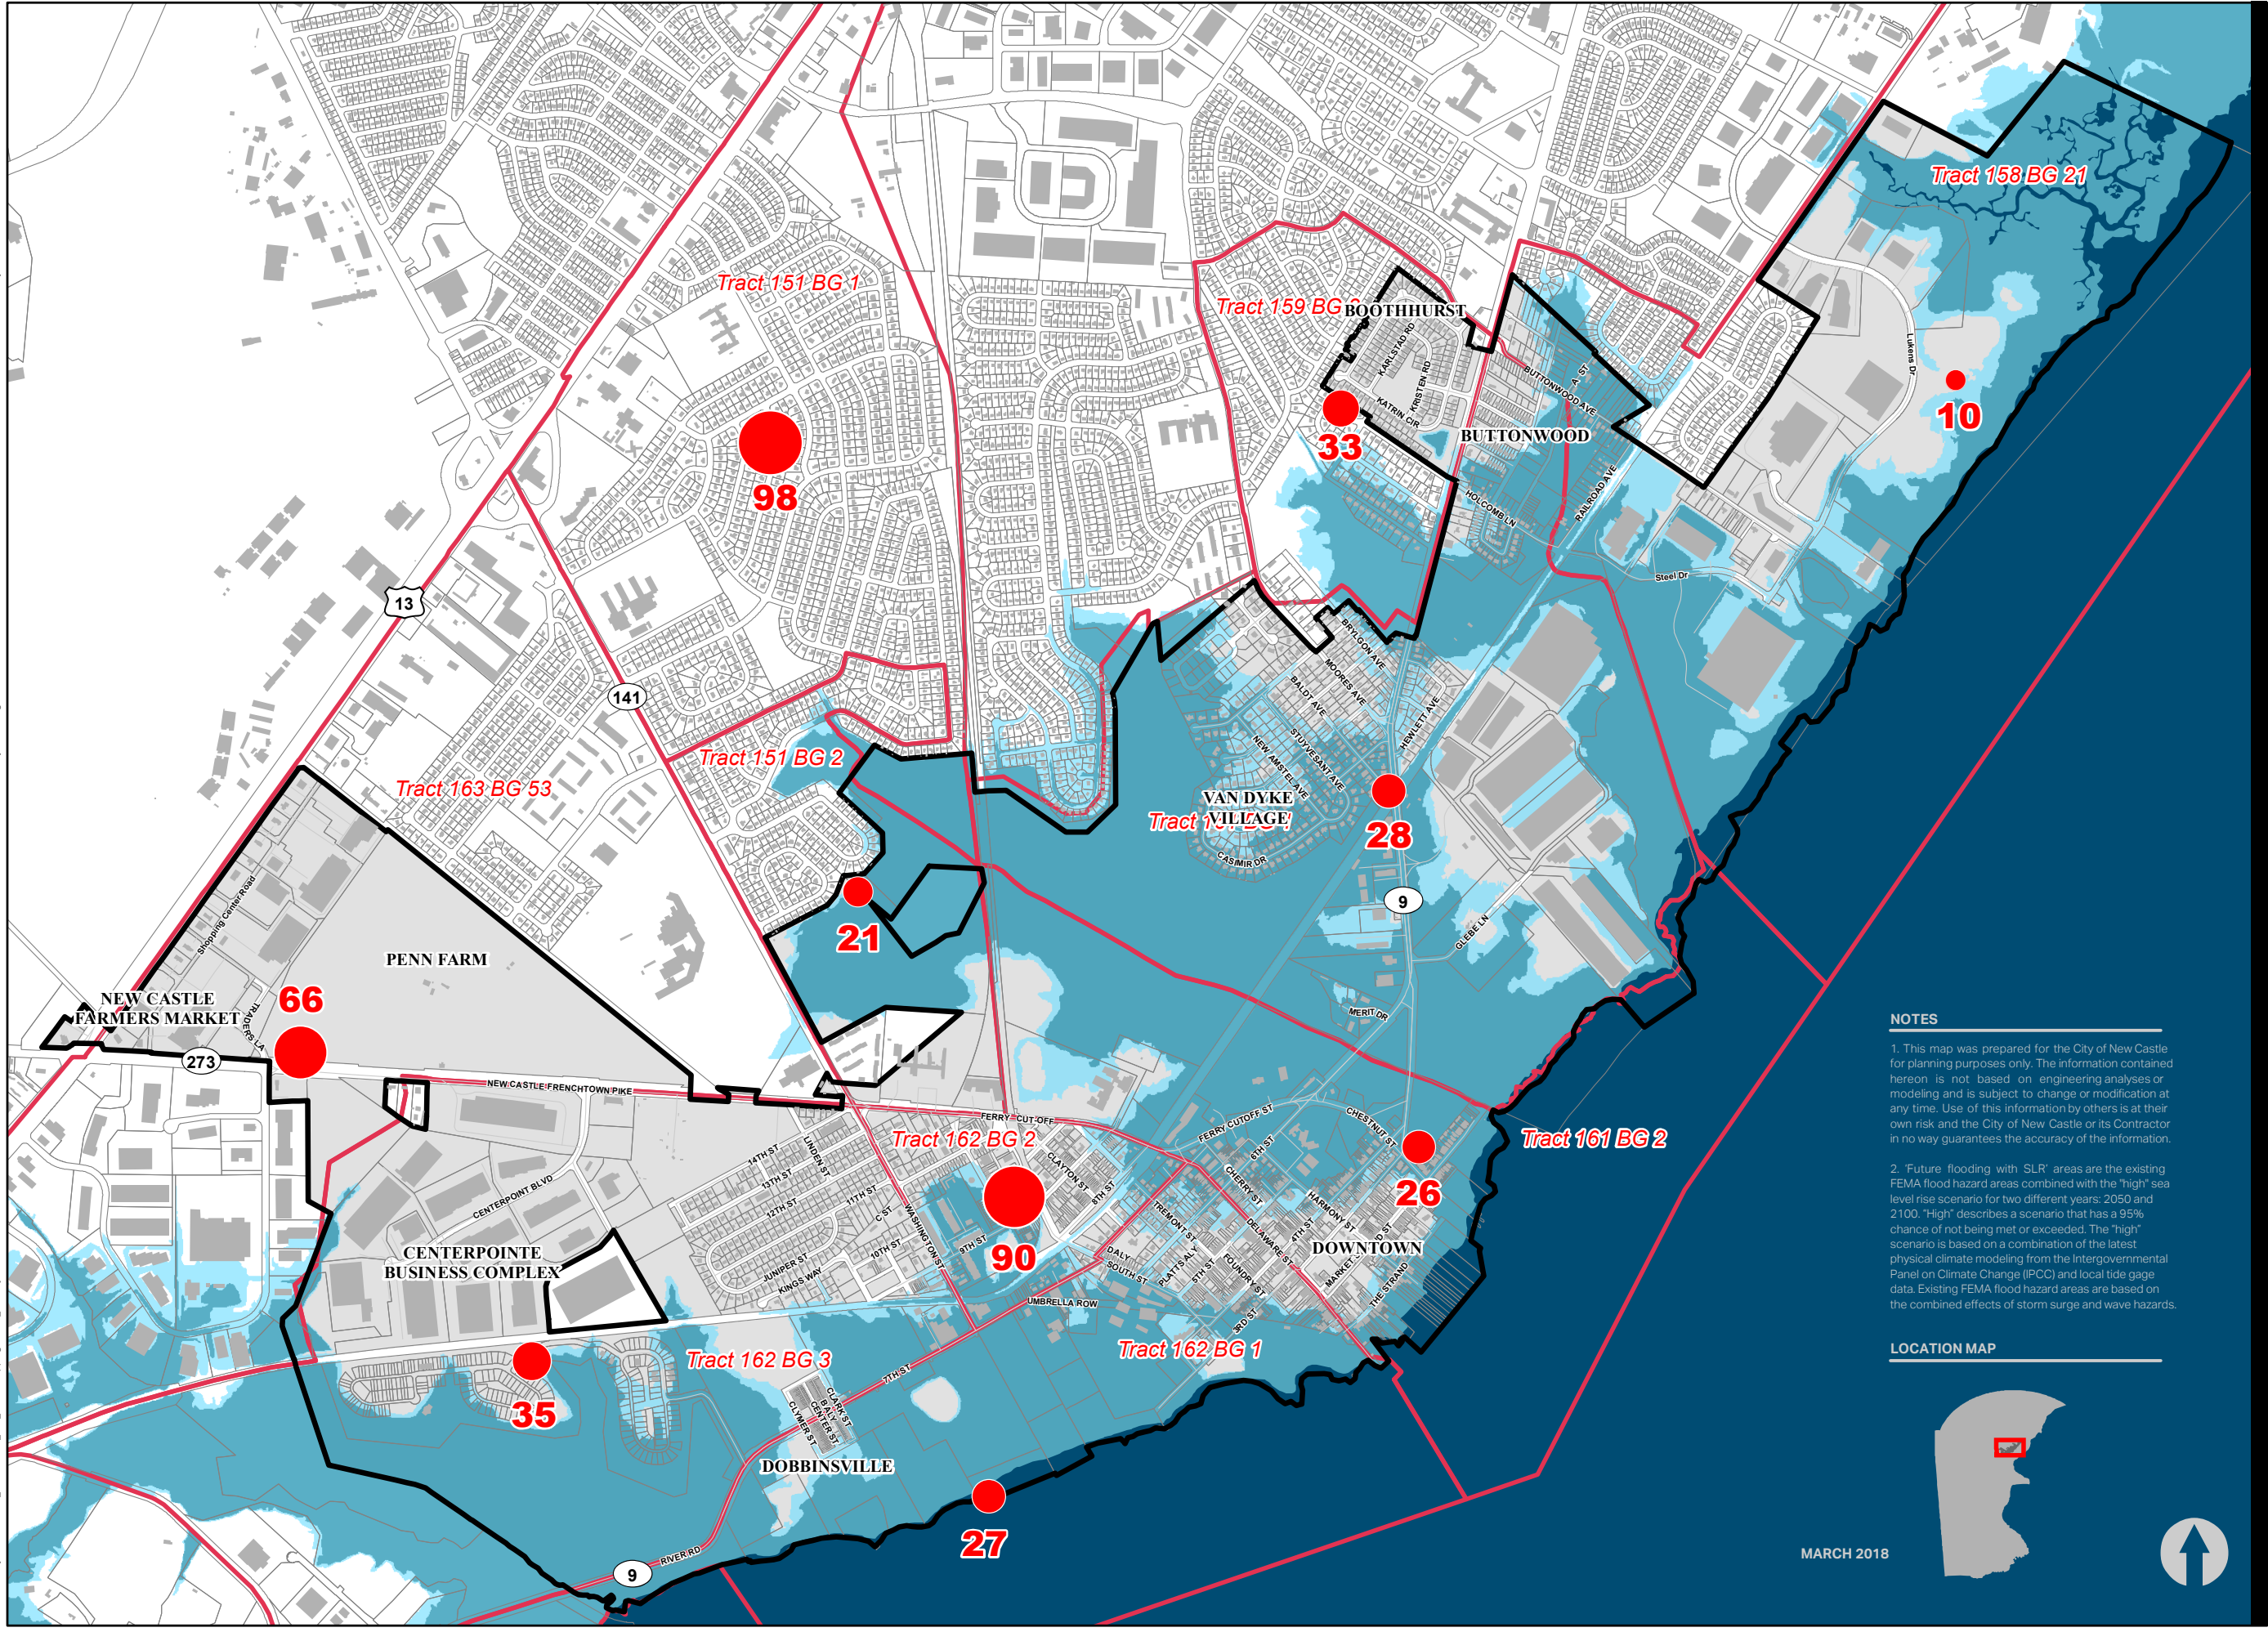 Tract 158 BG 21
Tract 151 BG 1
Tract 159 BG
BOOTHHURST
KARLSTAD RD
KRISTEN RD
KATRIN CIR
33
BUTTONWOOD AVE
A ST
BUTTONWOOD
HOLCOMB LN
RAILROAD AVE
Lukens Dr
10
98
Steel Dr
13
141
BRYLGON AVE
MOORES AVE
BALDT AVE
HEWLETT AVE
STUYVESANT AVE
NEW AMSTEL AVE
VAN DYKE
VILLAGE
CASIMIR DR
28
9
GLEBE LN
MERIT DR
Tract 151 BG 2
Tract 163 BG 53
21
Shopping Center Road
PENN FARM
NEW CASTLE
FARMERS MARKET
TRADERS LA
66
273
NEW CASTLE FRENCHTOWN PIKE
FERRY CUT-OFF
Tract 162 BG 2
FERRY CUTOFF ST
CHESTNUT ST
6TH ST
Tract 161 BG 2
26
14TH ST
LINDEN ST
13TH ST
12TH ST
11TH ST
C ST
10TH ST
9TH ST
WASHINGTON ST
JUNIPER ST
KINGS WAY
CLAYTON ST
8TH ST
90
CENTERPOINT BLVD
CENTERPOINTE
BUSINESS COMPLEX
CHERRY ST
TREMONT ST
HARMONY ST
DELAWARE ST
4TH ST
DALY
SOUTH ST
PLATTS ALY
5TH ST
FOUNDRY ST
DOWNTOWN
MARKET
THE STRAND
3RD ST
UMBRELLA ROW
Tract 162 BG 1
Tract 162 BG 3
7TH ST
35
CLARK ST
BALY
CENTER ST
CLYMER ST
DOBBINSVILLE
27
RIVER RD
9
NOTES
1. This map was prepared for the City of New Castle
for planning purposes only. The information contained
hereon is not based on engineering analyses or
modeling and is subject to change or modification at
any time. Use of this information by others is at their
own risk and the City of New Castle or its Contractor
in no way guarantees the accuracy of the information.
2. 'Future flooding with SLR' areas are the existing
FEMA flood hazard areas combined with the "high" sea
level rise scenario for two different years: 2050 and
2100. "High" describes a scenario that has a 95%
chance of not being met or exceeded. The "high"
scenario is based on a combination of the latest
physical climate modeling from the Intergovernmental
Panel on Climate Change (IPCC) and local tide gage
data. Existing FEMA flood hazard areas are based on
the combined effects of storm surge and wave hazards.
LOCATION MAP
MARCH 2018